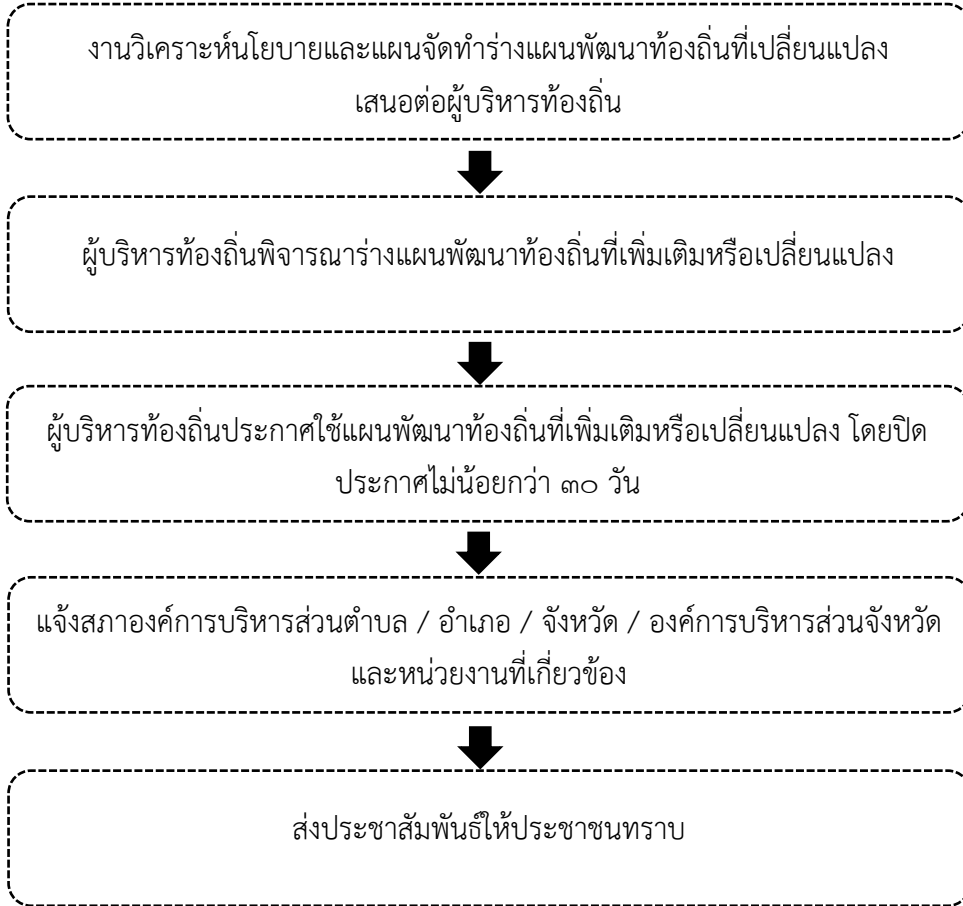 งานวิเคราะห์นโยบายและแผนจัดทำร่างแผนพัฒนาท้องถิ่นที่เปลี่ยนแปลง
เสนอต่อผู้บริหารท้องถิ่น
ผู้บริหารท้องถิ่นพิจารณาร่างแผนพัฒนาท้องถิ่นที่เพิ่มเติมหรือเปลี่ยนแปลง
ผู้บริหารท้องถิ่นประกาศใช้แผนพัฒนาท้องถิ่นที่เพิ่มเติมหรือเปลี่ยนแปลง โดยปิด
ประกาศไม่น้อยกว่า ๓๐ วัน
แจ้งสภาองค์การบริหารส่วนตำบล / อำเภอ / จังหวัด / องค์การบริหารส่วนจังหวัด
และหน่วยงานที่เกี่ยวข้อง
ส่งประชาสัมพันธ์ให้ประชาชนทราบ